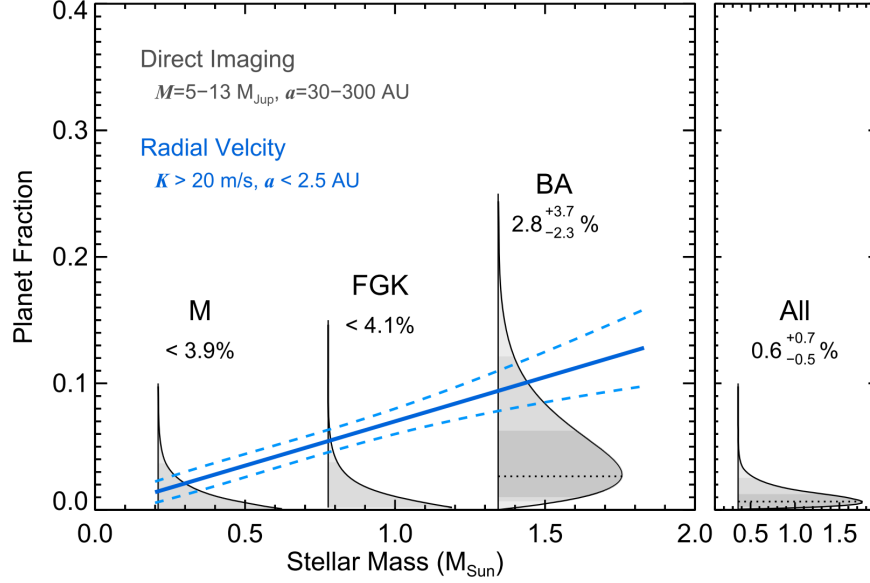 0.4
0.3
0.2
0.1
0.0
Planet Fraction
Direct Imaging
M=5−13 MJup, a=30−300 AU
Radial Velcity
K > 20 m/s, a < 2.5 AU
M
< 3.9%
FGK
< 4.1%
BA
2.8 +3.7 −2.3 %
All
0.6 +0.7 −0.5 %
0.0 0.5 1.0 1.5 2.0
0.5 1.0 1.5
Stellar Mass (MSun)